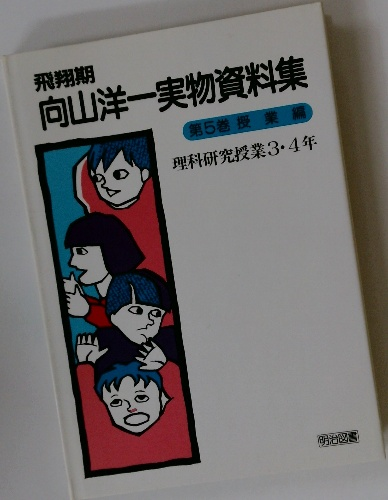 飛翔期
向山洋一実物資料集
第5巻 授業編
理科研究授業3・4年
明治図書